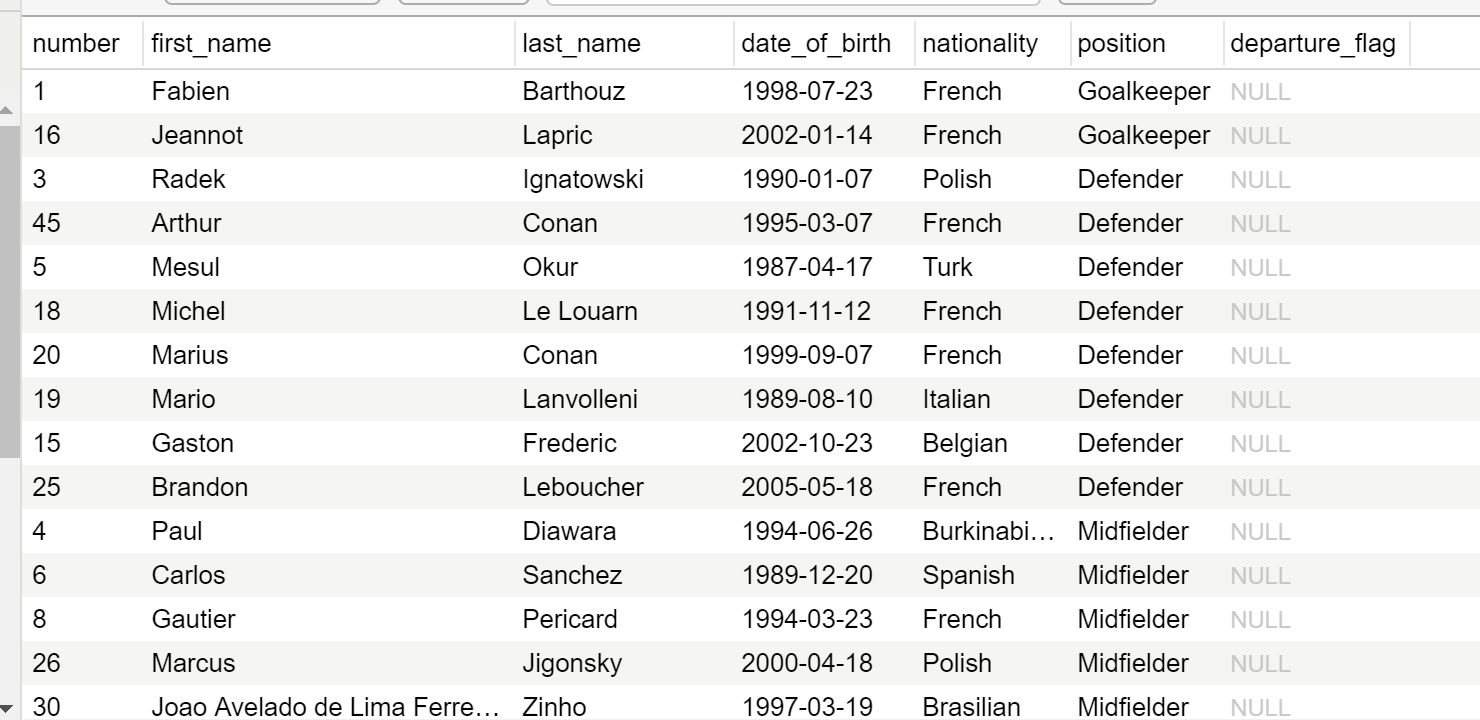 number first_name last_name date_of_birth nationality position departure_flag
1 Fabien Barthouz 1998-07-23 French Goalkeeper NULL
16 Jeannot Lapric 2002-01-14 French Goalkeeper NULL
3 Radek Ignatowski 1990-01-07 Polish Defender NULL
45 Arthur Conan 1995-03-07 French Defender NULL
5 Mesul Okur 1987-04-17 Turk Defender NULL
18 Michel Le Louarn 1991-11-12 French Defender NULL
20 Marius Conan 1999-09-07 French Defender NULL
19 Mario Lanvolleni 1989-08-10 Italian Defender NULL
15 Gaston Frederic 2002-10-23 Belgian Defender NULL
25 Brandon Leboucher 2005-05-18 French Defender NULL
4 Paul Diawara 1994-06-26 Burkinabi... Midfielder NULL
6 Carlos Sanchez 1989-12-20 Spanish Midfielder NULL
8 Gautier Pericard 1994-03-23 French Midfielder NULL
26 Marcus Jigonsky 2000-04-18 Polish Midfielder NULL
30 Joao Avelado de Lima Ferre... Zinho 1997-03-19 Brasilian Midfielder NULL